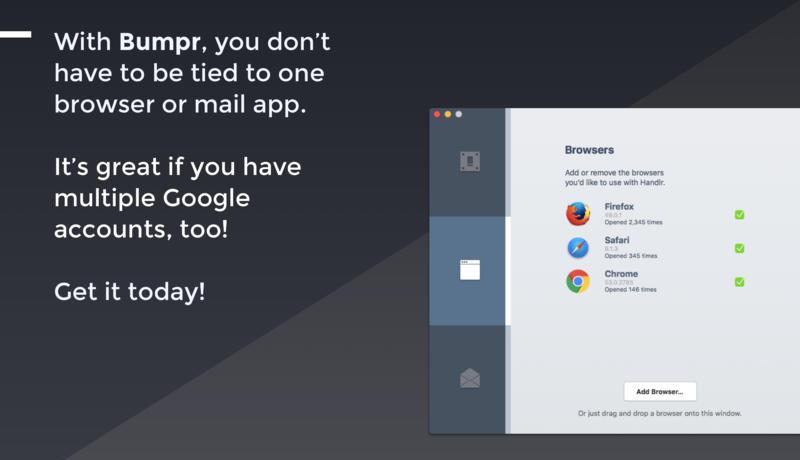 With Bumpr, you don't
have to be tied to one
browser or mail app.
It's great if you have
multiple Google
accounts, too!
Get it today!
Browsers
Add or remove the browsers
you'd like to use with Handlr.
Firefox
49.0.1
Opened 2,345 times
Safari
9.1.3
Opened 345 times
Chrome
53.0.2785
Opened 146 times
Add Browser...
Or just drag and drop a browser onto this window.